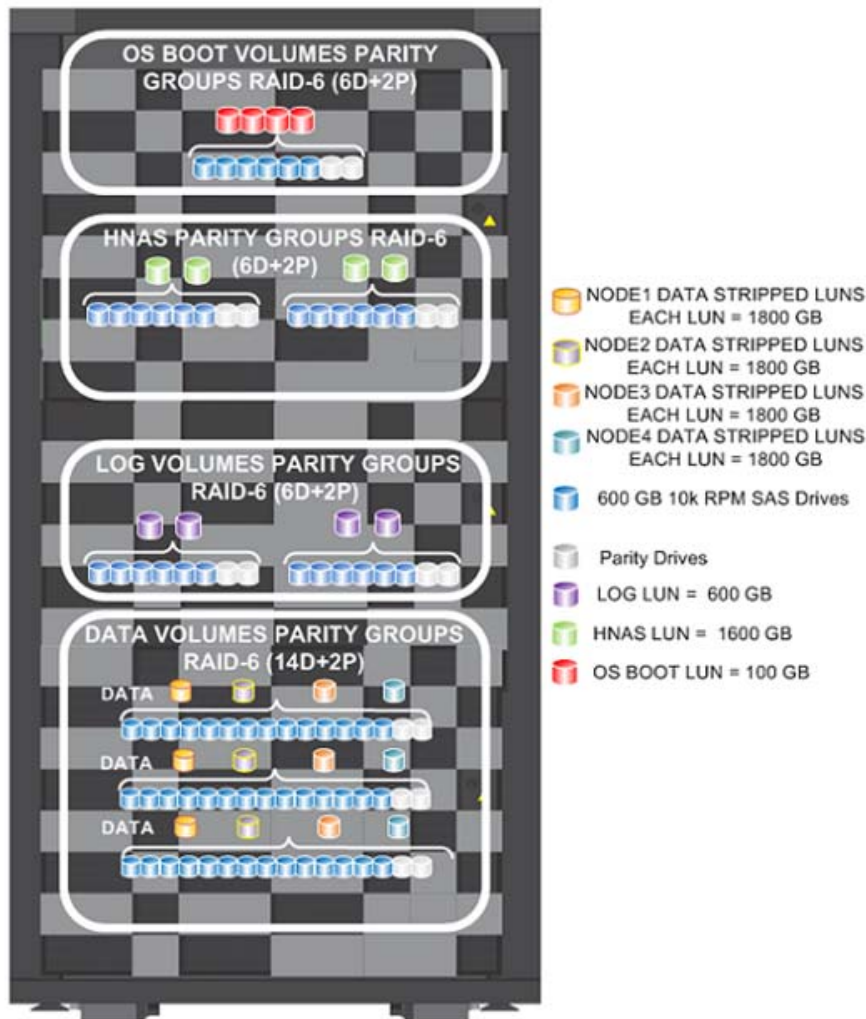 OS BOOT VOLUMES PARITY
GROUPS RAID-6 (6D+2P)
HNAS PARITY GROUPS RAID-6
(6D+2P)
LOG VOLUMES PARITY GROUPS
RAID-6 (6D+2P)
DATA VOLUMES PARITY GROUPS
RAID-6 (14D+2P)
DATA
DATA
DATA
NODE1 DATA STRIPPED LUNS
EACH LUN = 1800 GB
NODE2 DATA STRIPPED LUNS
EACH LUN = 1800 GB
NODE3 DATA STRIPPED LUNS
EACH LUN = 1800 GB
NODE4 DATA STRIPPED LUNS
EACH LUN = 1800 GB
600 GB 10k RPM SAS Drives
Parity Drives
LOG LUN = 600 GB
HNAS LUN = 1600 GB
OS BOOT LUN = 100 GB